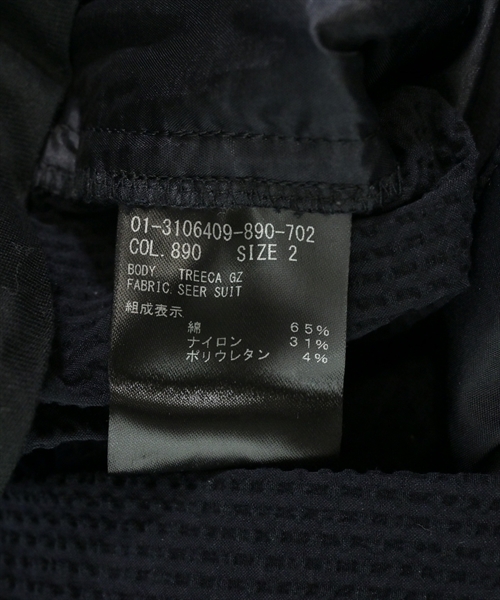 01-3106409-890-702
COL. 890 SIZE 2
BODY TREECA GZ
FABRIC. SEER SUIT
組成表示
綿 65%
ナイロン 31%
ポリウレタン 4%